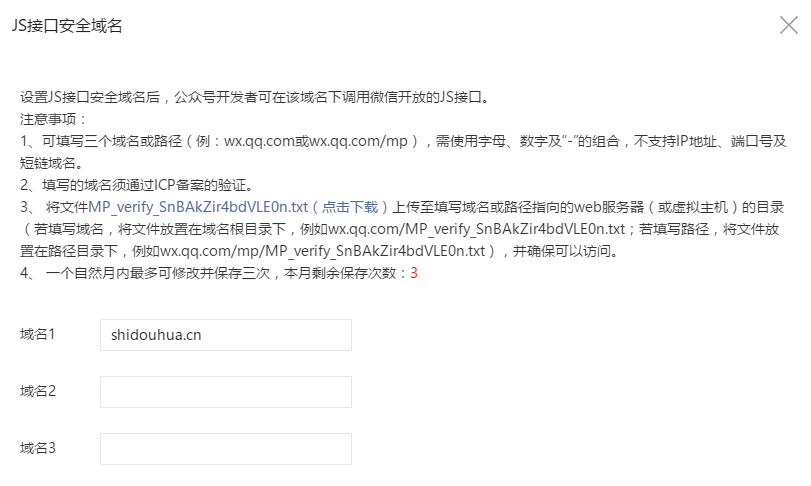 JS接口安全域名
设置JS接口安全域名后，公众号开发者可在该域名下调用微信开放的JS接口。
注意事项：
1、可填写三个域名或路径（例：wx.qq.com或wx.qq.com/mp），需使用字母、数字及“-”的组合，不支持IP地址、端口号及
短链域名。
2、填写的域名须通过ICP备案的验证。
3、 将文件MP_verify_SnBAkZir4bdVLE0n.txt（点击下载）上传至填写域名或路径指向的web服务器（或虚拟主机）的目录
（若填写域名，将文件放置在域名根目录下，例如wx.qq.com/MP_verify_SnBAkZir4bdVLE0n.txt；若填写路径，将文件放
置在路径目录下，例如wx.qq.com/mp/MP_verify_SnBAkZir4bdVLE0n.txt），并确保可以访问。
4、 一个自然月内最多可修改并保存三次，本月剩余保存次数：3
域名1 shidouhua.cn
域名2
域名3